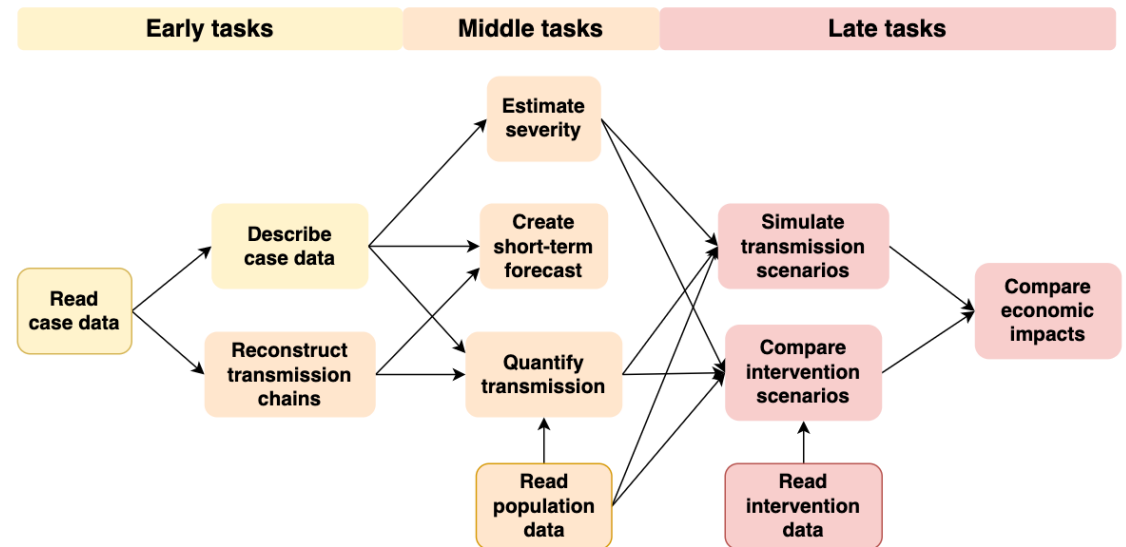 Early tasks
Middle tasks
Late tasks
Estimate
severity
Describe
case data
Create
short-term
forecast
Simulate
transmission
scenarios
Read
case data
Compare
economic
impacts
Reconstruct
transmission
chains
Quantify
transmission
Compare
intervention
scenarios
Read
population
data
Read
intervention
data